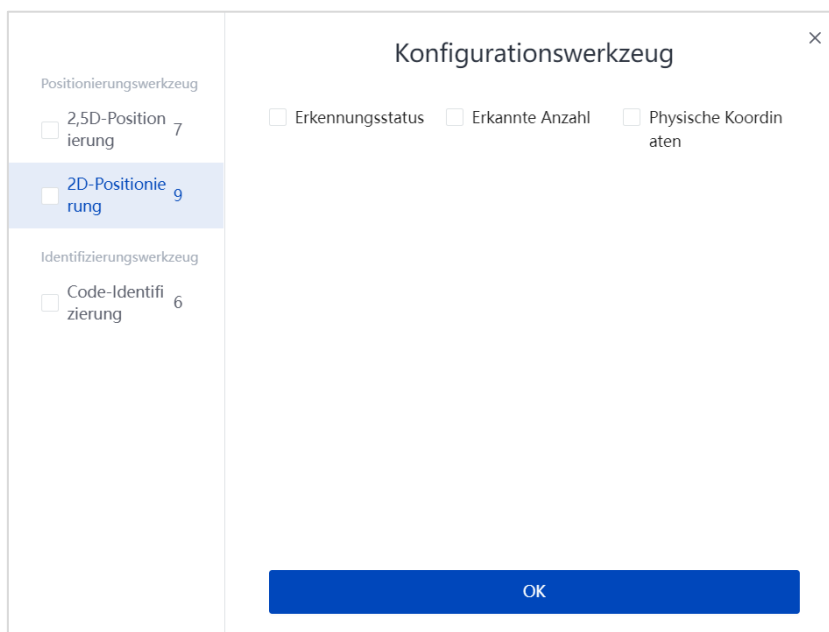 Konfigurationswerkzeug
Positionierungswerkzeug
2,5D-Position
ierung
7
2D-Positionie
rung
9
Identifizierungswerkzeug
Code-Identifi
zierung
6
Erkennungsstatus
Erkannte Anzahl
Physische Koordin
aten
OK